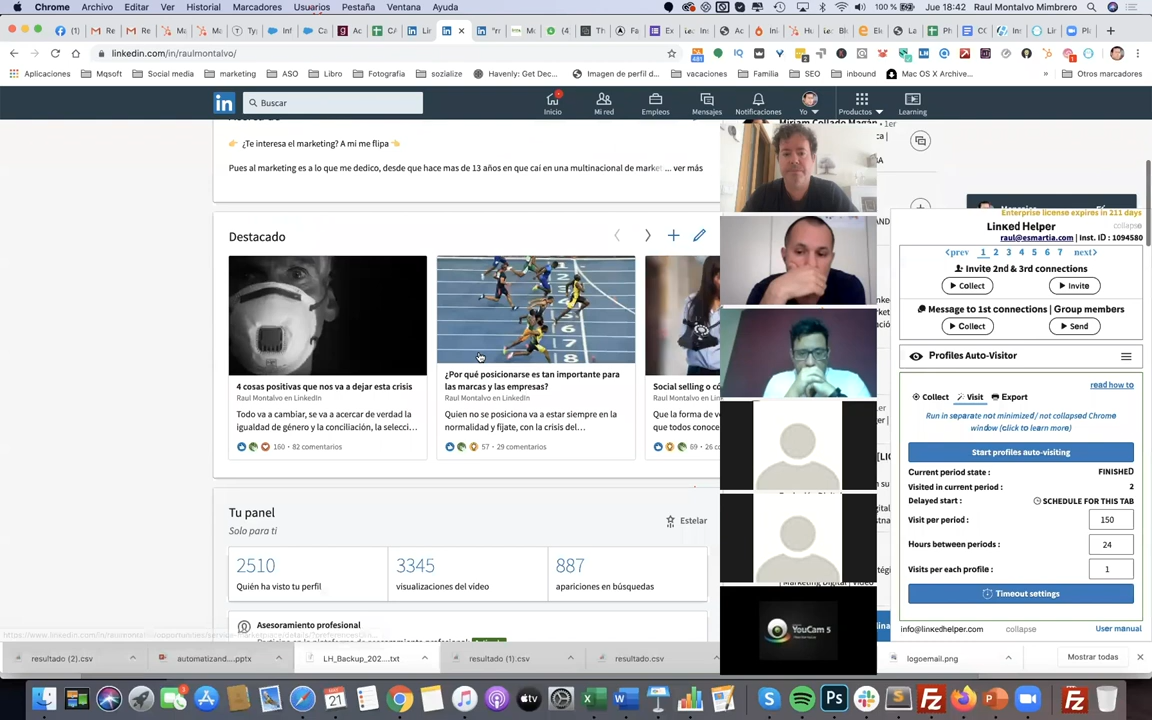 Chrome Archivo Editar Ver Historial Marcadores Usuarios Pestaña Ventana Ayuda
100 % Jue 18:42 Raul Montalvo Mimbrero
linkedin.com/in/raulmontalvo/
Aplicaciones Mqsoft Social media marketing ASO Libro Fotografia sozialize Havenly: Get Dec... Imagen de perfil d... vacaciones Familia SEO inbound Mac OS X Archive... » Otros marcadores
in Buscar
Inicio Mi red Empleos Mensajes Notificaciones Yo Productos Learning
👉 ¿Te interesa el marketing? A mi me flipa 👈
Pues al marketing es a lo que me dedico, desde que hace mas de 13 años en que caí en una multinacional de marke... ... ver más
Destacado
4 cosas positivas que nos va a dejar esta crisis
Raul Montalvo en LinkedIn
Todo va a cambiar, se va a acercar de verdad la
igualdad de género y la conciliación, la selecci...
160 • 82 comentarios
¿Por qué posicionarse es tan importante para
las marcas y las empresas?
Raul Montalvo en LinkedIn
Quien no se posiciona va a estar siempre en la
normalidad y fijate, con la crisis del...
57 • 29 comentarios
Social selling o có
Raul Montalvo en L
Que la forma de v
que todos conoce
69 • 26 co
Tu panel
Solo para ti
Estelar
2510
Quién ha visto tu perfil
3345
visualizaciones del vídeo
887
apariciones en búsquedas
Asesoramiento profesional
YouCam 5
Enterprise license expires in 211 days
Linked Helper
collapse
raul@esmartia.com | Inst. ID : 1094580
<prev 1 2 3 4 5 6 7 next>
Invite 2nd & 3rd connections
Collect Invite
Message to 1st connections | Group members
Collect Send
Profiles Auto-Visitor
read how to
Collect Visit Export
Run in separate not minimized/ not collapsed Chrome
window (click to learn more)
Start profiles auto-visiting
Current period state : FINISHED
Visited in current period : 2
Delayed start : SCHEDULE FOR THIS TAB
Visit per period : 150
Hours between periods : 24
Visits per each profile : 1
Timeout settings
info@linkedhelper.com collapse User manual
resultado (2).csv automatizand....pptx LH_Backup_202....txt resultado (1).csv resultado.csv logoemail.png Mostrar todas